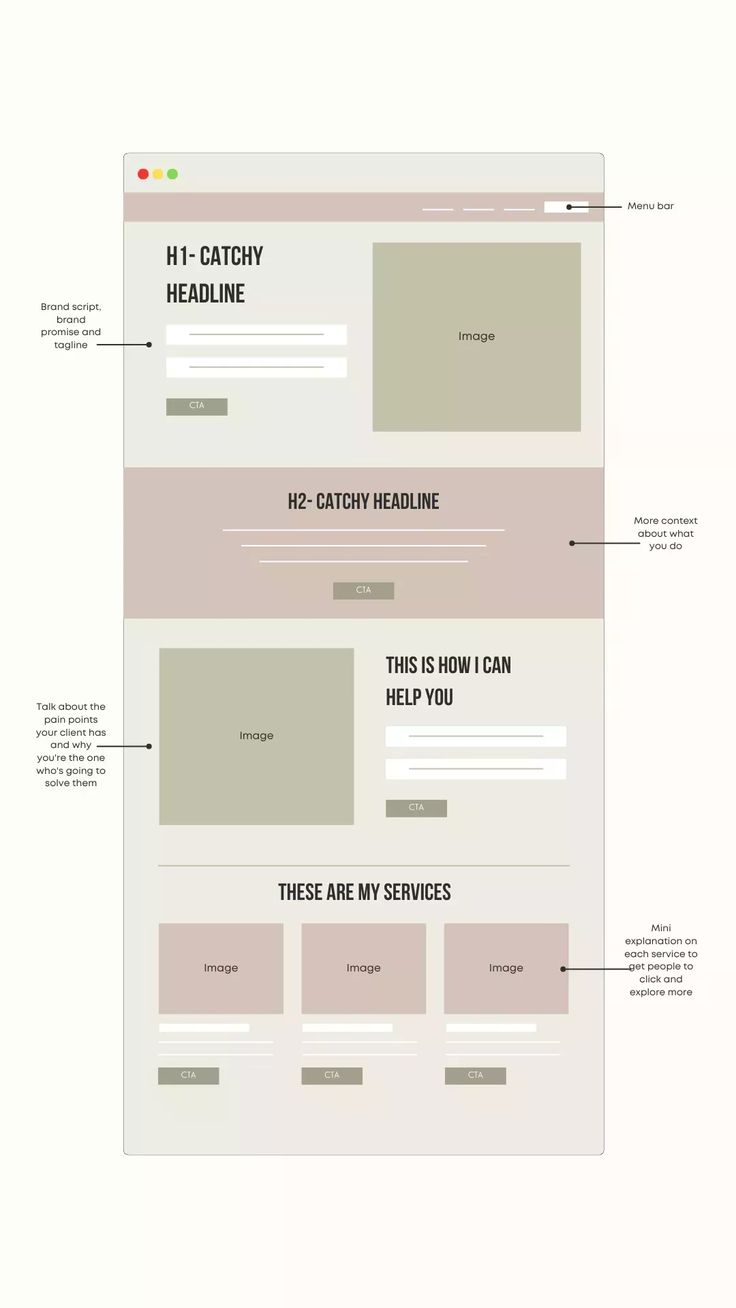 Menu bar
H1- CATCHY
HEADLINE
Brand script,
brand
promise and
tagline
Image
CTA
H2- CATCHY HEADLINE
More context
about what
you do
CTA
THIS IS HOW I CAN
HELP YOU
Talk about the
pain points
your client has
and why
you're the one
who's going to
solve them
Image
CTA
THESE ARE MY SERVICES
Image
Image
Image
Mini
explanation on
each service to
get people to
click and
explore more
CTA
CTA
CTA